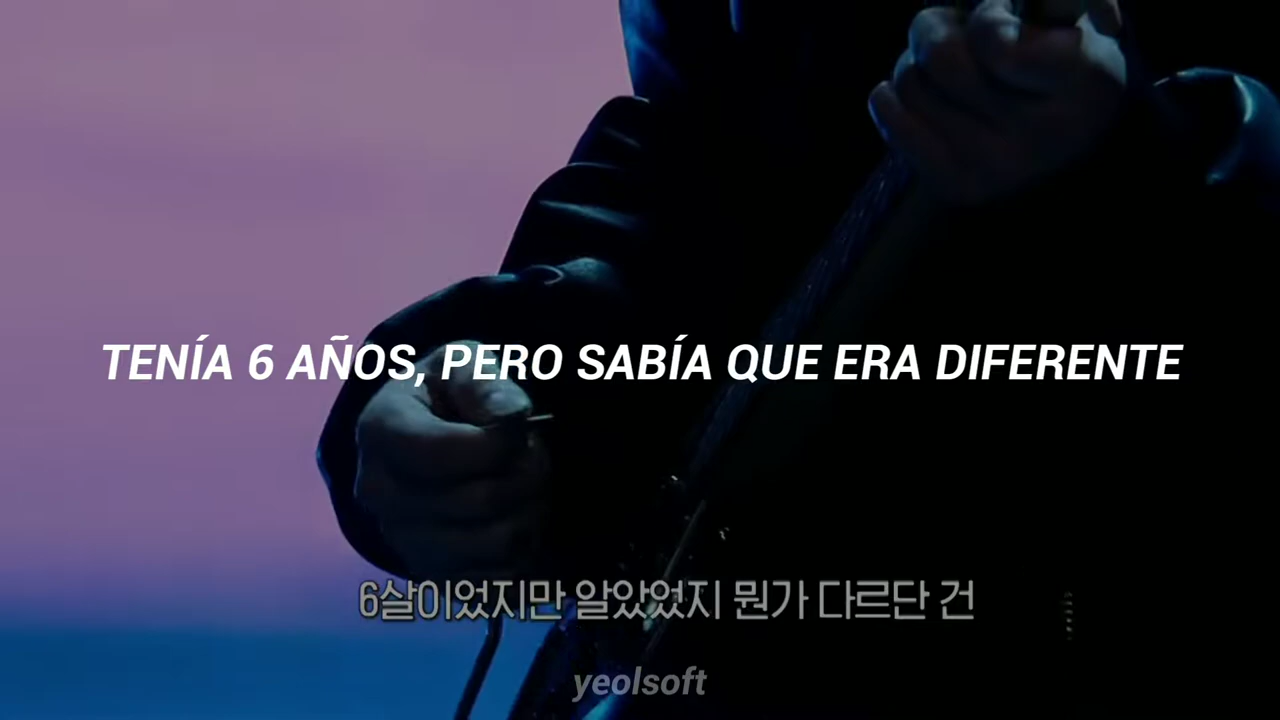 TENÍA 6 AÑOS, PERO SABÍA QUE ERA DIFERENTE
6살이었지만 알았었지 뭔가 다르단 건
yeolsoft